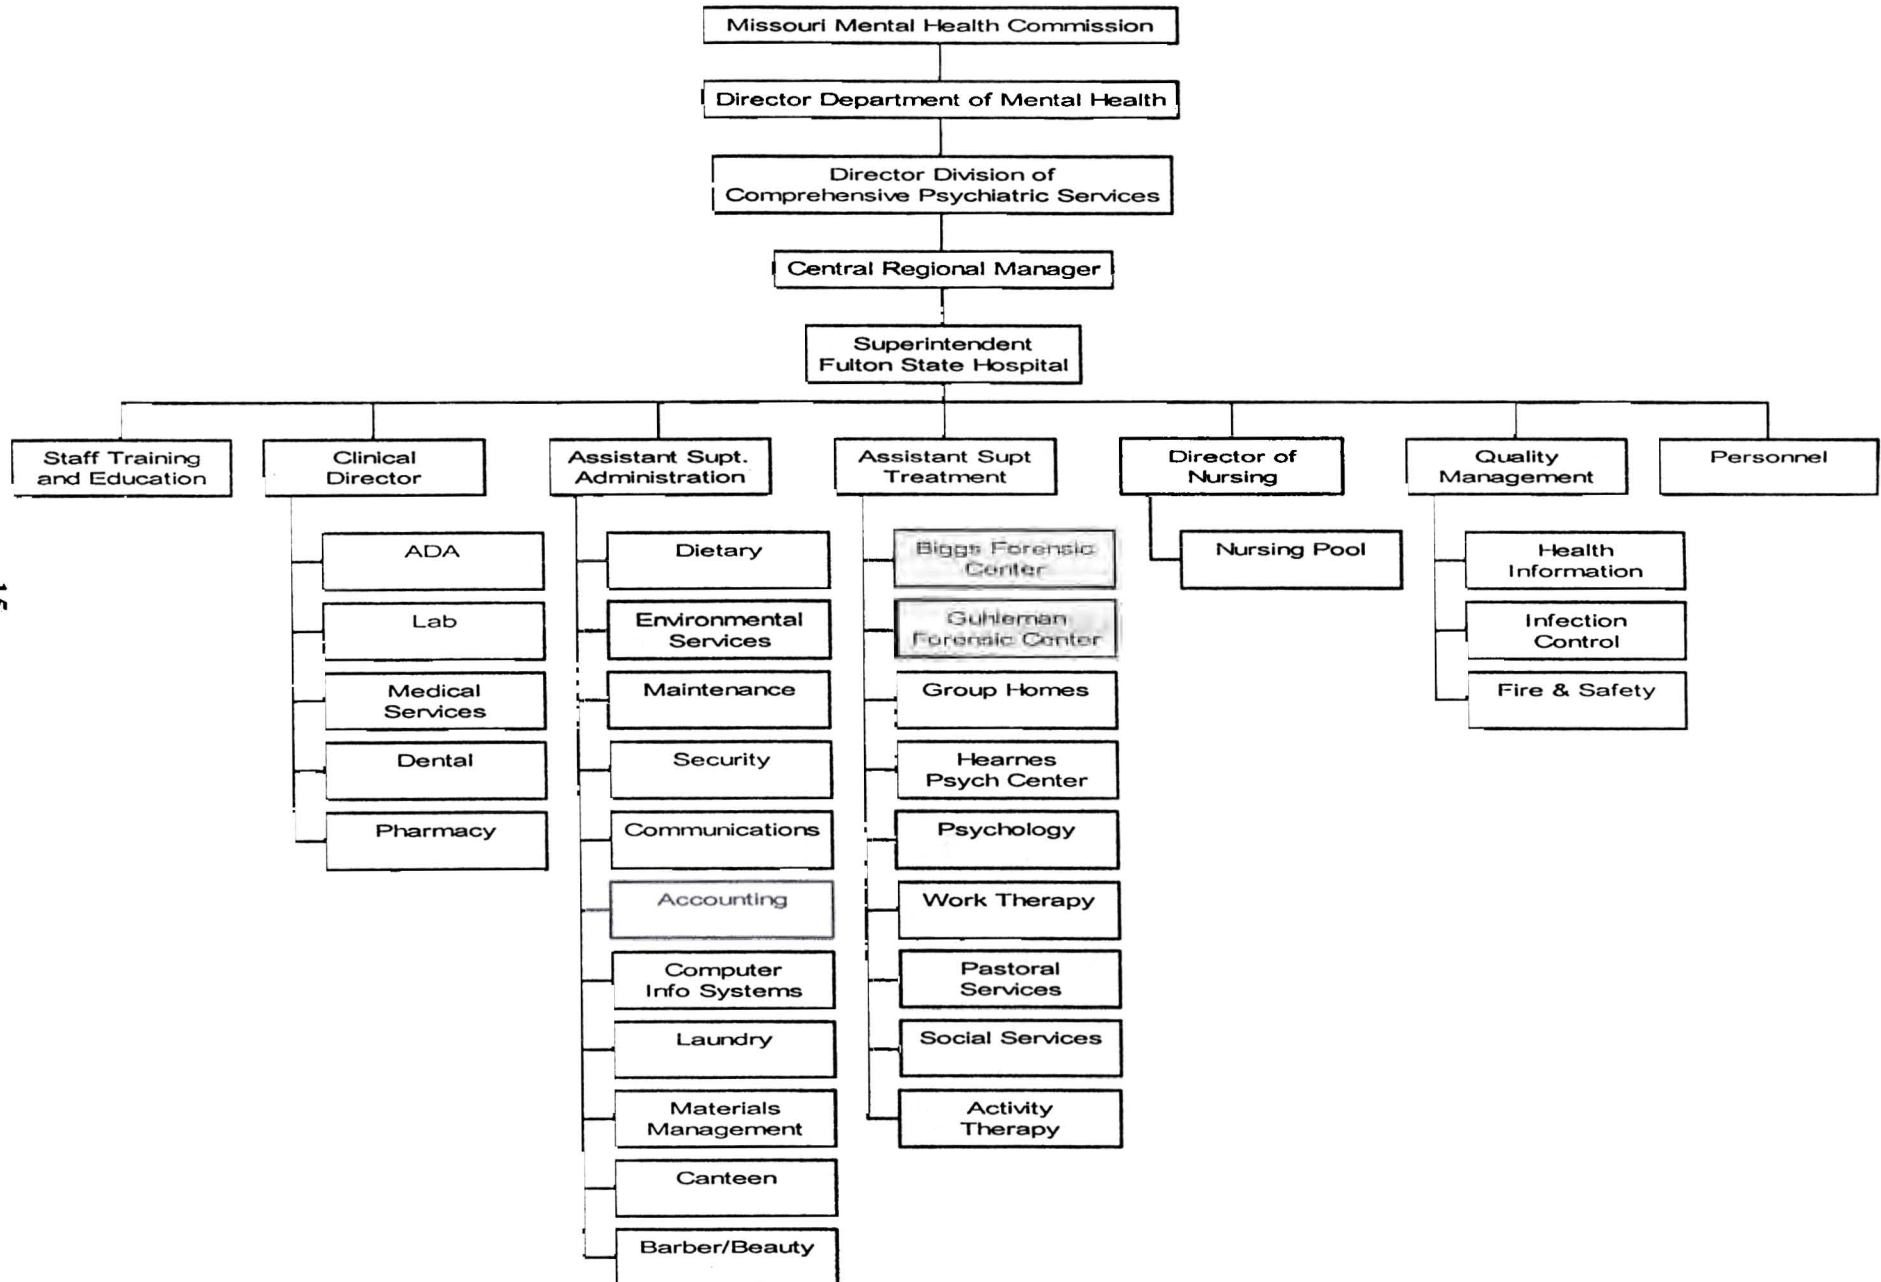 Missouri Mental Health Commission
Director Department of Mental Health
Director Division of
Comprehensive Psychiatric Services
Central Regional Manager
Superintendent
Fulton State Hospital
Staff Training
and Education
Clinical
Director
Assistant Supt.
Administration
Assistant Supt
Treatment
Director of
Nursing
Quality
Management
Personnel
ADA
Lab
Medical
Services
Dental
Pharmacy
Dietary
Environmental
Services
Maintenance
Security
Communications
Accounting
Computer
Info Systems
Laundry
Materials
Management
Canteen
Barber/Beauty
Biggs Forensic
Center
Guhleman
Forensic Center
Group Homes
Hearnes
Psych Center
Psychology
Work Therapy
Pastoral
Services
Social Services
Activity
Therapy
Nursing Pool
Health
Information
Infection
Control
Fire & Safety